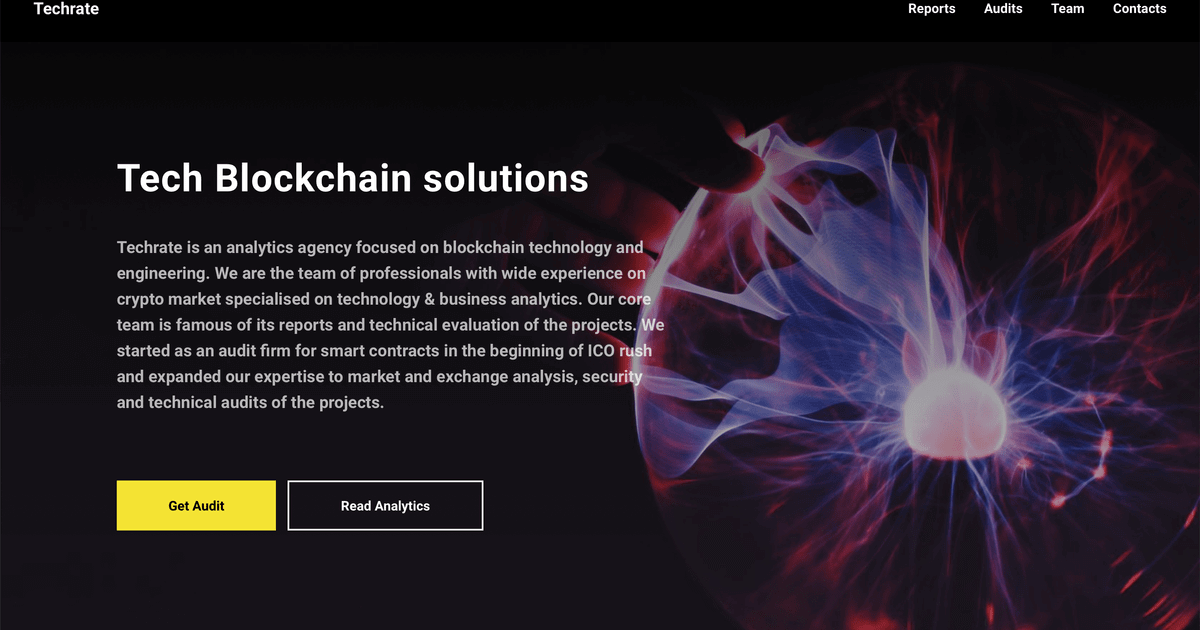 Techrate
Reports Audits Team Contacts
Tech Blockchain solutions
Techrate is an analytics agency focused on blockchain technology and
engineering. We are the team of professionals with wide experience on
crypto market specialised on technology & business analytics. Our core
team is famous of its reports and technical evaluation of the projects. We
started as an audit firm for smart contracts in the beginning of ICO rush
and expanded our expertise to market and exchange analysis, security
and technical audits of the projects.
Get Audit
Read Analytics